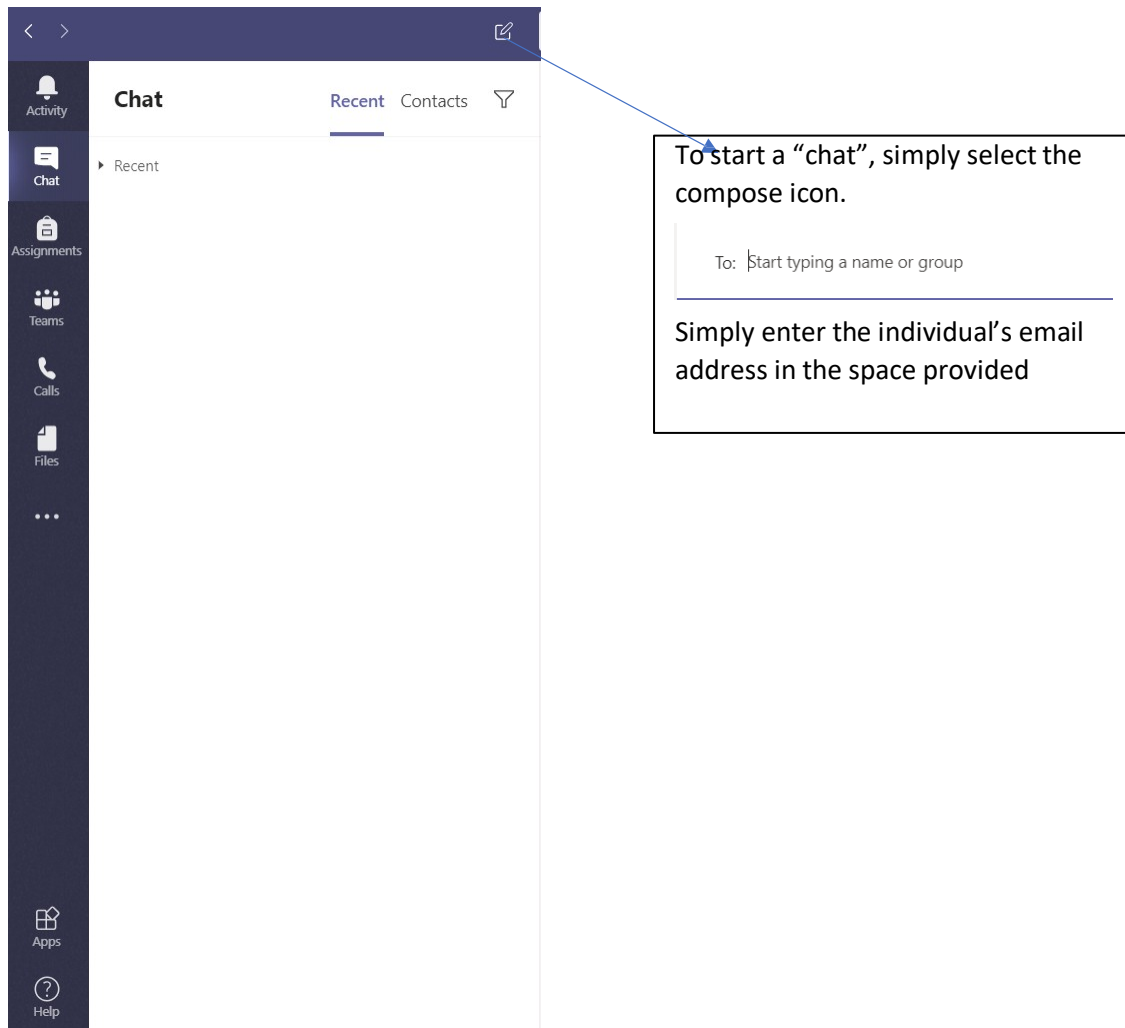 Activity
Chat
Recent Contacts
Recent
Chat
Assignments
Teams
Calls
Files
Apps
Help
To start a “chat”, simply select the
compose icon.
To: Start typing a name or group
Simply enter the individual’s email
address in the space provided